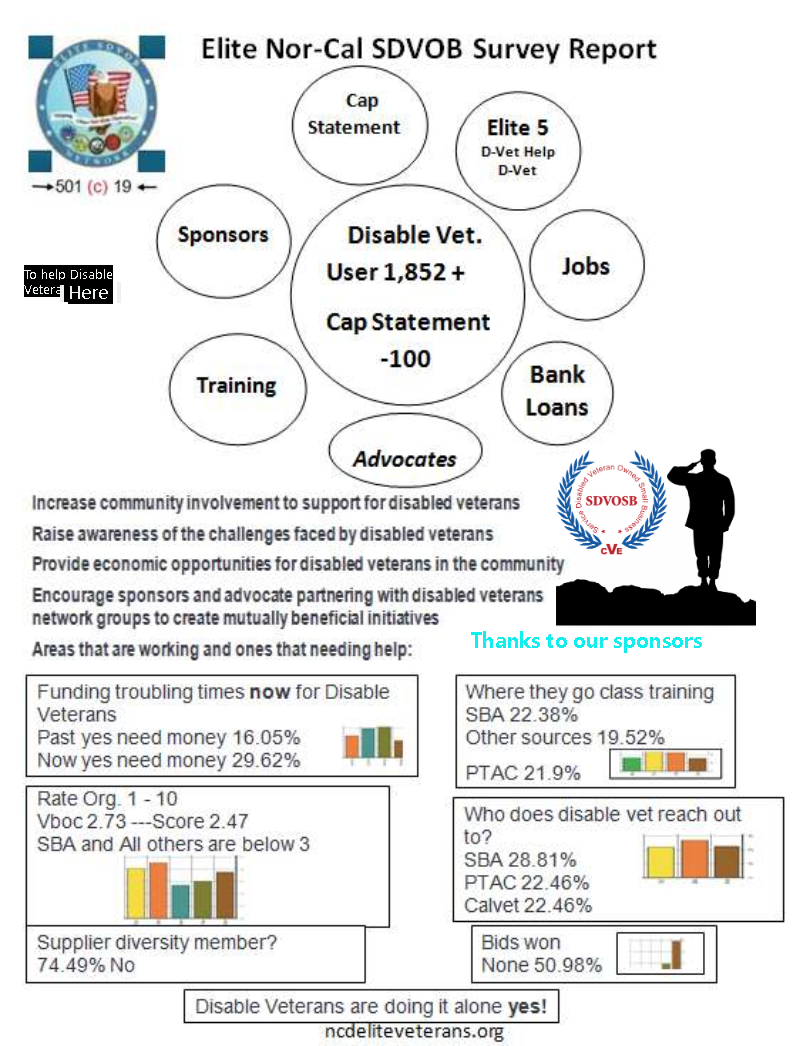 Elite Nor-Cal SDVOB Survey Report
ELITE SDVOB
NETWORK
501 (c) 19
Cap
Statement
Elite 5
D-Vet Help
D-Vet
Sponsors
Disable Vet.
User 1,852 +
Cap Statement
-100
Jobs
To help Disable
Vetera Here
Training
Bank
Loans
Advocates
Service Disabled Veteran Owned Small Business
SDVOSB
CVE
Increase community involvement to support for disabled veterans
Raise awareness of the challenges faced by disabled veterans
Provide economic opportunities for disabled veterans in the community
Encourage sponsors and advocate partnering with disabled veterans
network groups to create mutually beneficial initiatives
Thanks to our sponsors
Areas that are working and ones that needing help:
Funding troubling times now for Disable
Veterans
Past yes need money 16.05%
Now yes need money 29.62%
Where they go class training
SBA 22.38%
Other sources 19.52%
PTAC 21.9%
Rate Org. 1 - 10
Vboc 2.73 ---Score 2.47
SBA and All others are below 3
Who does disable vet reach out
to?
SBA 28.81%
PTAC 22.46%
Calvet 22.46%
Supplier diversity member?
74.49% No
Bids won
None 50.98%
Disable Veterans are doing it alone yes!
ncdeliteveterans.org